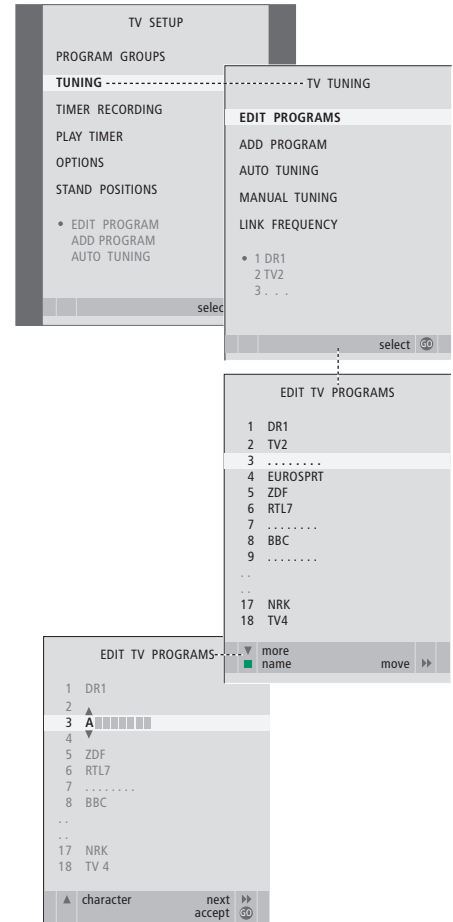 TV SETUP
PROGRAM GROUPS
TUNING
TIMER RECORDING
PLAY TIMER
OPTIONS
STAND POSITIONS
• EDIT PROGRAM
ADD PROGRAM
AUTO TUNING
selec
TV TUNING
EDIT PROGRAMS
ADD PROGRAM
AUTO TUNING
MANUAL TUNING
LINK FREQUENCY
• 1 DR1
2 TV2
3 . . .
select GO
EDIT TV PROGRAMS
1 DR1
2 TV2
3 . . . . . . . .
4 EUROSPRT
5 ZDF
6 RTL7
7 . . . . . . . .
8 BBC
9 . . . . . . . .
. .
. .
17 NRK
18 TV4
▼ more
name move ▶▶
EDIT TV PROGRAMS
1 DR1
2
3 A
4
5 ZDF
6 RTL7
7 . . . . . . . .
8 BBC
. .
. .
17 NRK
18 TV 4
▲ character next ▶▶
accept GO